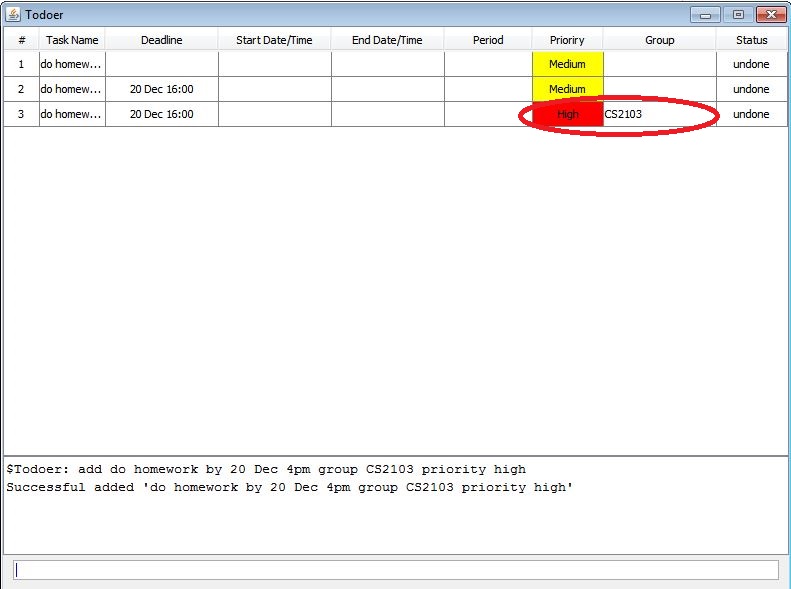 Todoer
# Task Name Deadline Start Date/Time End Date/Time Period Prioriry Group Status
1 do homew... Medium undone
2 do homew... 20 Dec 16:00 Medium undone
3 do homew... 20 Dec 16:00 High CS2103 undone
$Todoer: add do homework by 20 Dec 4pm group CS2103 priority high
Successful added 'do homework by 20 Dec 4pm group CS2103 priority high'